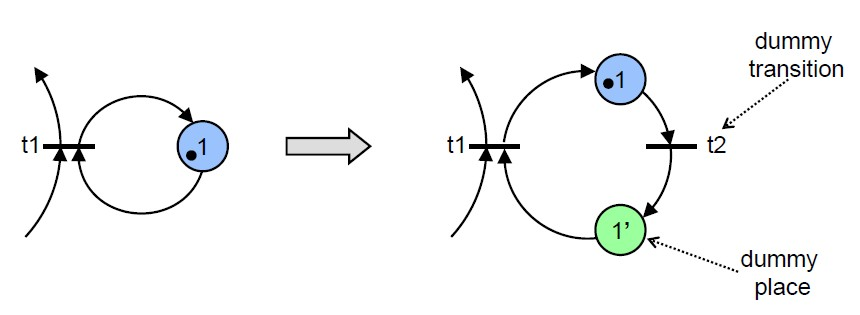 t1
1
t1
1
t2
1’
dummy
transition
dummy
place